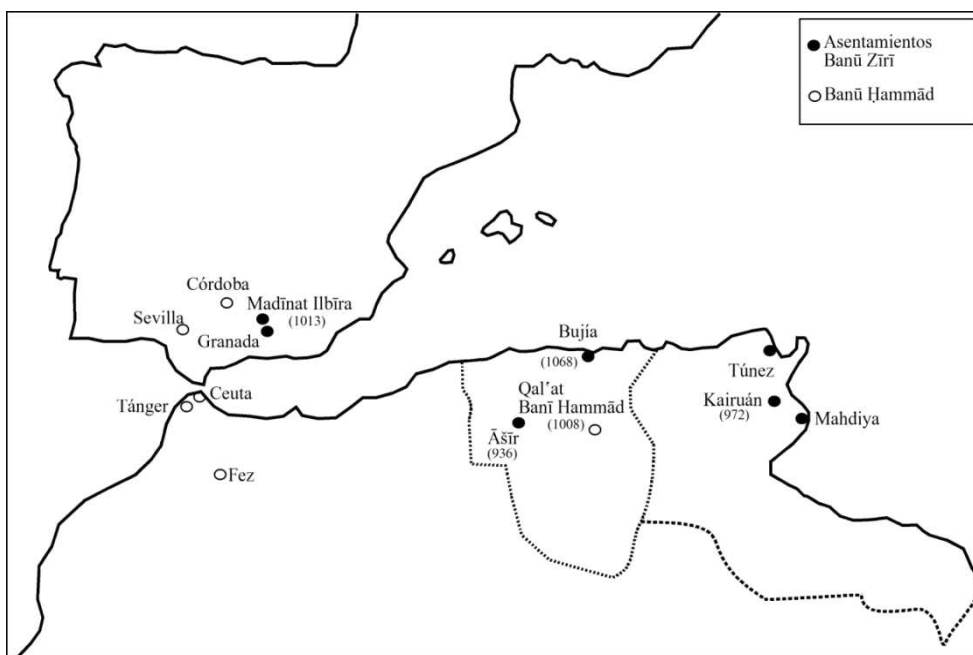 Asentamientos
Banū Zīrī
Banū Ḥammād
Córdoba
Sevilla
Madīnat Ilbīra
(1013)
Granada
Ceuta
Tánger
Fez
Bujía
(1068)
Qal'at
Banī Hammād
(1008)
Āšīr
(936)
Túnez
Kairuán
(972)
Mahdiya